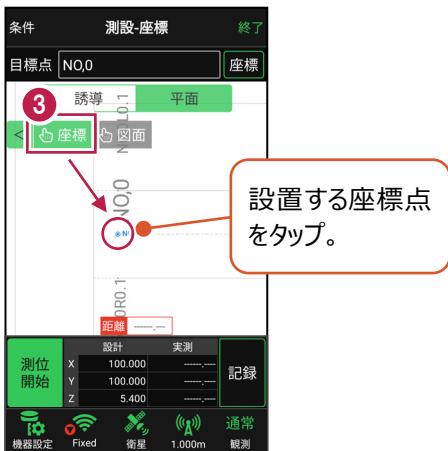 条件 測設-座標 終了
目標点 NO,0 座標
誘導 平面
3
< 座標 図面
NO,0
設置する座標点
をタップ。
0R0.1
距離 -----.---
設計 実測
測位
開始
X 100.000 -----.---
Y 100.000 -----.---
Z 5.400 -----.---
記録
機器設定 Fixed 衛星 1.000m 通常
観測